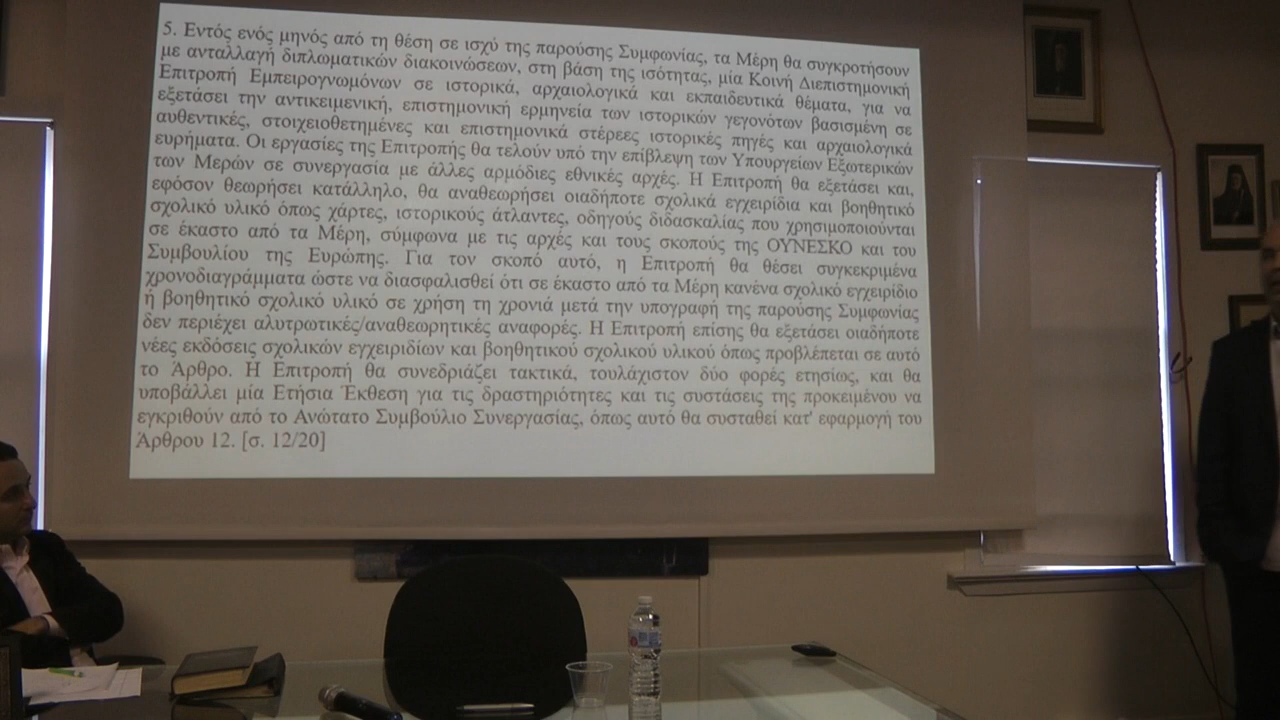 5. Εντός ενός μηνός από τη θέση σε ισχύ της παρούσης Συμφωνίας, τα Μέρη θα συγκροτήσουν
με ανταλλαγή διπλωματικών διακοινώσεων, στη βάση της ισότητας, μία Κοινή Διεπιστημονική
Επιτροπή Εμπειρογνωμόνων σε ιστορικά, αρχαιολογικά και εκπαιδευτικά θέματα, για να
εξετάσει την αντικειμενική, επιστημονική ερμηνεία των ιστορικών γεγονότων βασισμένη σε
αυθεντικές, στοιχειοθετημένες και επιστημονικά στέρεες ιστορικές πηγές και αρχαιολογικά
ευρήματα. Οι εργασίες της Επιτροπής θα τελούν υπό την επίβλεψη των Υπουργείων Εξωτερικών
των Μερών σε συνεργασία με άλλες αρμόδιες εθνικές αρχές. Η Επιτροπή θα εξετάσει και,
εφόσον θεωρήσει κατάλληλο, θα αναθεωρήσει οιαδήποτε σχολικά εγχειρίδια και βοηθητικό
σχολικό υλικό όπως χάρτες, ιστορικούς άτλαντες, οδηγούς διδασκαλίας που χρησιμοποιούνται
σε έκαστο από τα Μέρη, σύμφωνα με τις αρχές και τους σκοπούς της ΟΥΝΕΣΚΟ και του
Συμβουλίου της Ευρώπης. Για τον σκοπό αυτό, η Επιτροπή θα θέσει συγκεκριμένα
χρονοδιαγράμματα ώστε να διασφαλισθεί ότι σε έκαστο από τα Μέρη κανένα σχολικό εγχειρίδιο
ή βοηθητικό σχολικό υλικό σε χρήση τη χρονιά μετά την υπογραφή της παρούσης Συμφωνίας
δεν περιέχει αλυτρωτικές/αναθεωρητικές αναφορές. Η Επιτροπή επίσης θα εξετάσει οιαδήποτε
νέες εκδόσεις σχολικών εγχειριδίων και βοηθητικού σχολικού υλικού όπως προβλέπεται σε αυτό
το Άρθρο. Η Επιτροπή θα συνεδριάζει τακτικά, τουλάχιστον δύο φορές ετησίως, και θα
υποβάλλει μία Ετήσια Έκθεση για τις δραστηριότητες και τις συστάσεις της προκειμένου να
εγκριθούν από το Ανώτατο Συμβούλιο Συνεργασίας, όπως αυτό θα συσταθεί κατ' εφαρμογή του
Άρθρου 12. [σ. 12/20]